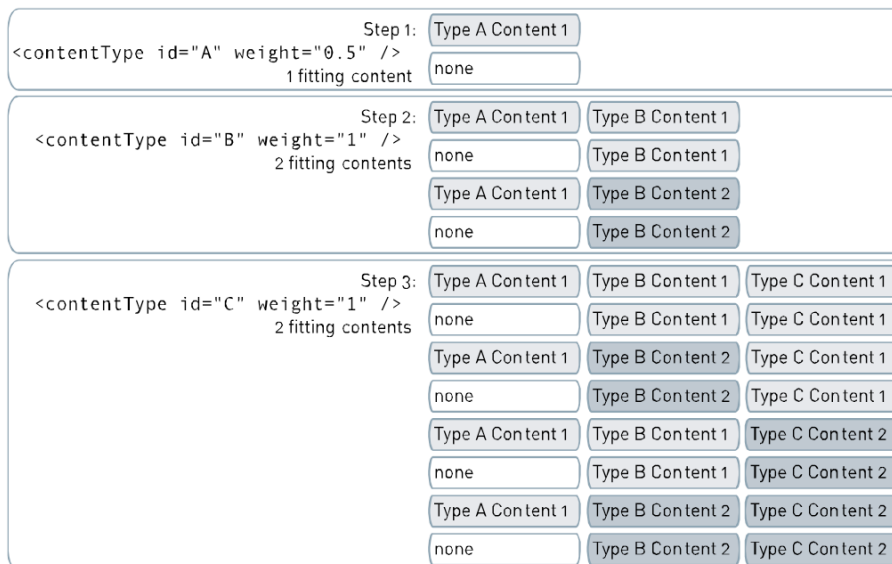 Step 1: Type A Content 1
<contentType id="A" weight="0.5" />
1 fitting content none
Step 2: Type A Content 1 Type B Content 1
<contentType id="B" weight="1" />
2 fitting contents none Type B Content 1
Type A Content 1 Type B Content 2
none Type B Content 2
Step 3: Type A Content 1 Type B Content 1 Type C Content 1
<contentType id="C" weight="1" />
2 fitting contents none Type B Content 1 Type C Content 1
Type A Content 1 Type B Content 2 Type C Content 1
none Type B Content 2 Type C Content 1
Type A Content 1 Type B Content 1 Type C Content 2
none Type B Content 1 Type C Content 2
Type A Content 1 Type B Content 2 Type C Content 2
none Type B Content 2 Type C Content 2